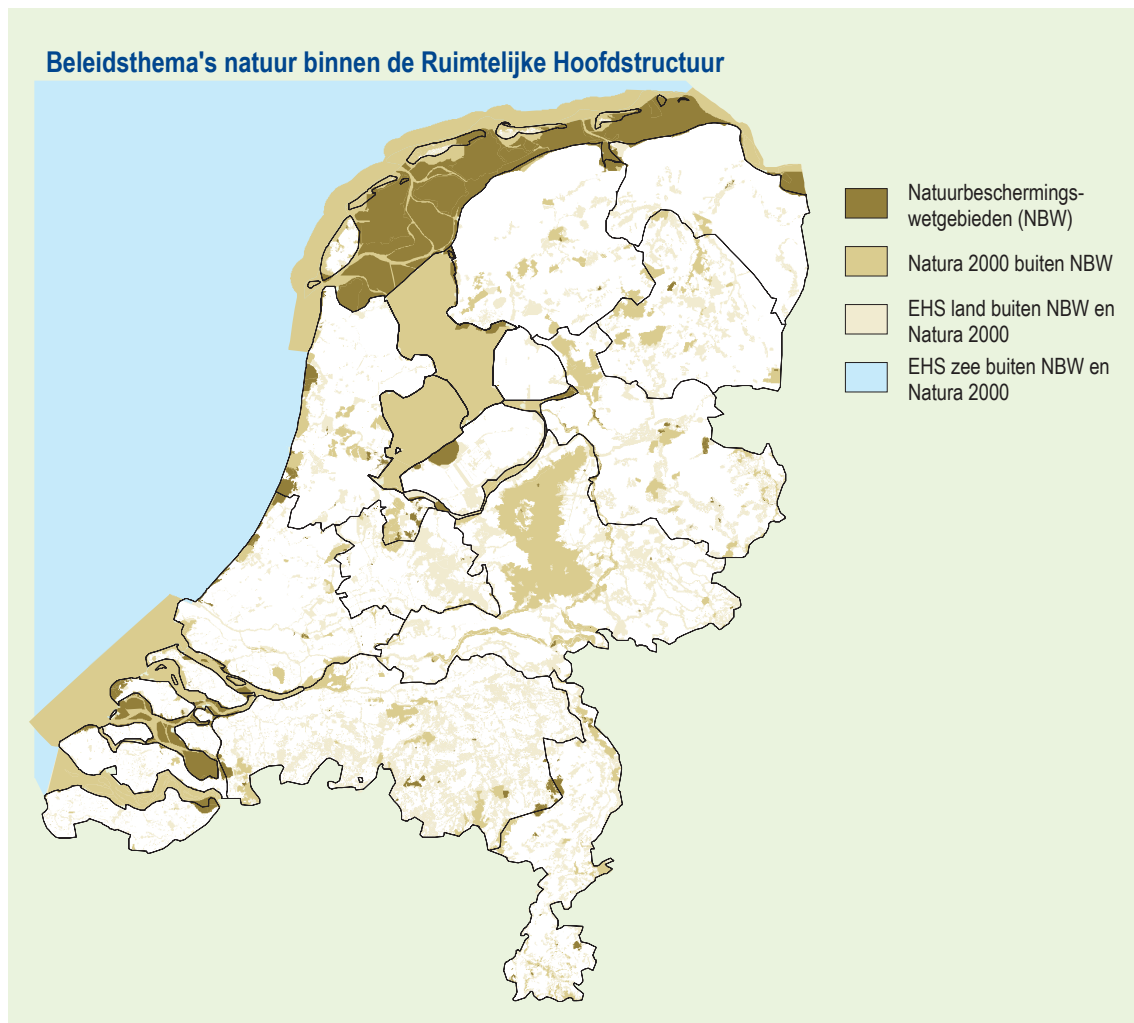 Beleidsthema's natuur binnen de Ruimtelijke Hoofdstructuur
Natuurbeschermings-
wetgebieden (NBW)
Natura 2000 buiten NBW
EHS land buiten NBW en
Natura 2000
EHS zee buiten NBW en
Natura 2000